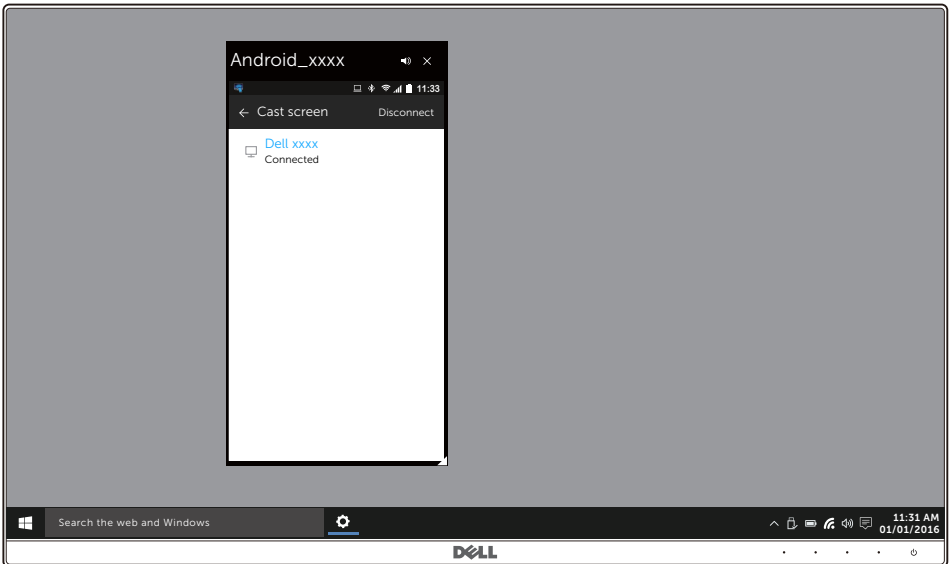 Android_xxxx
11:33
Cast screen Disconnect
Dell xxxx
Connected
Search the web and Windows
11:31 AM
01/01/2016
DELL